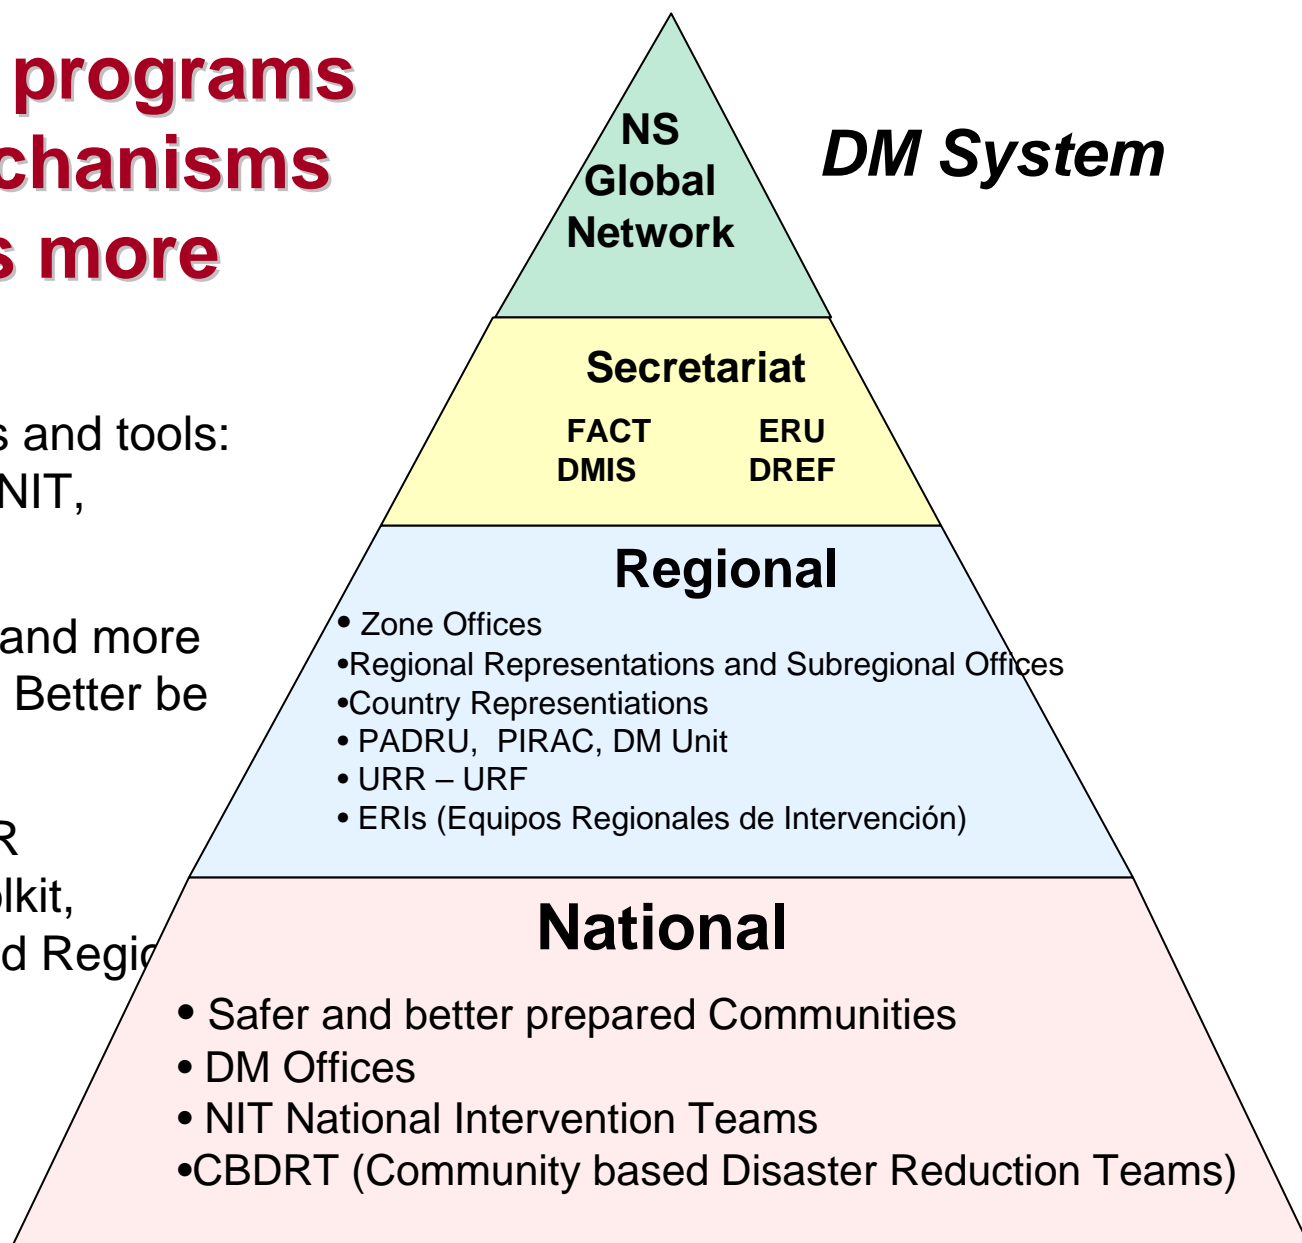 programs
chanisms
s more
s and tools:
NIT,
and more
Better be
R
olkit,
d Regio
DM System
NS
Global
Network
Secretariat
FACT ERU
DMIS DREF
Regional
• Zone Offices
•Regional Representations and Subregional Offices
•Country Representiations
• PADRU, PIRAC, DM Unit
• URR – URF
• ERIs (Equipos Regionales de Intervención)
National
• Safer and better prepared Communities
• DM Offices
• NIT National Intervention Teams
•CBDRT (Community based Disaster Reduction Teams)